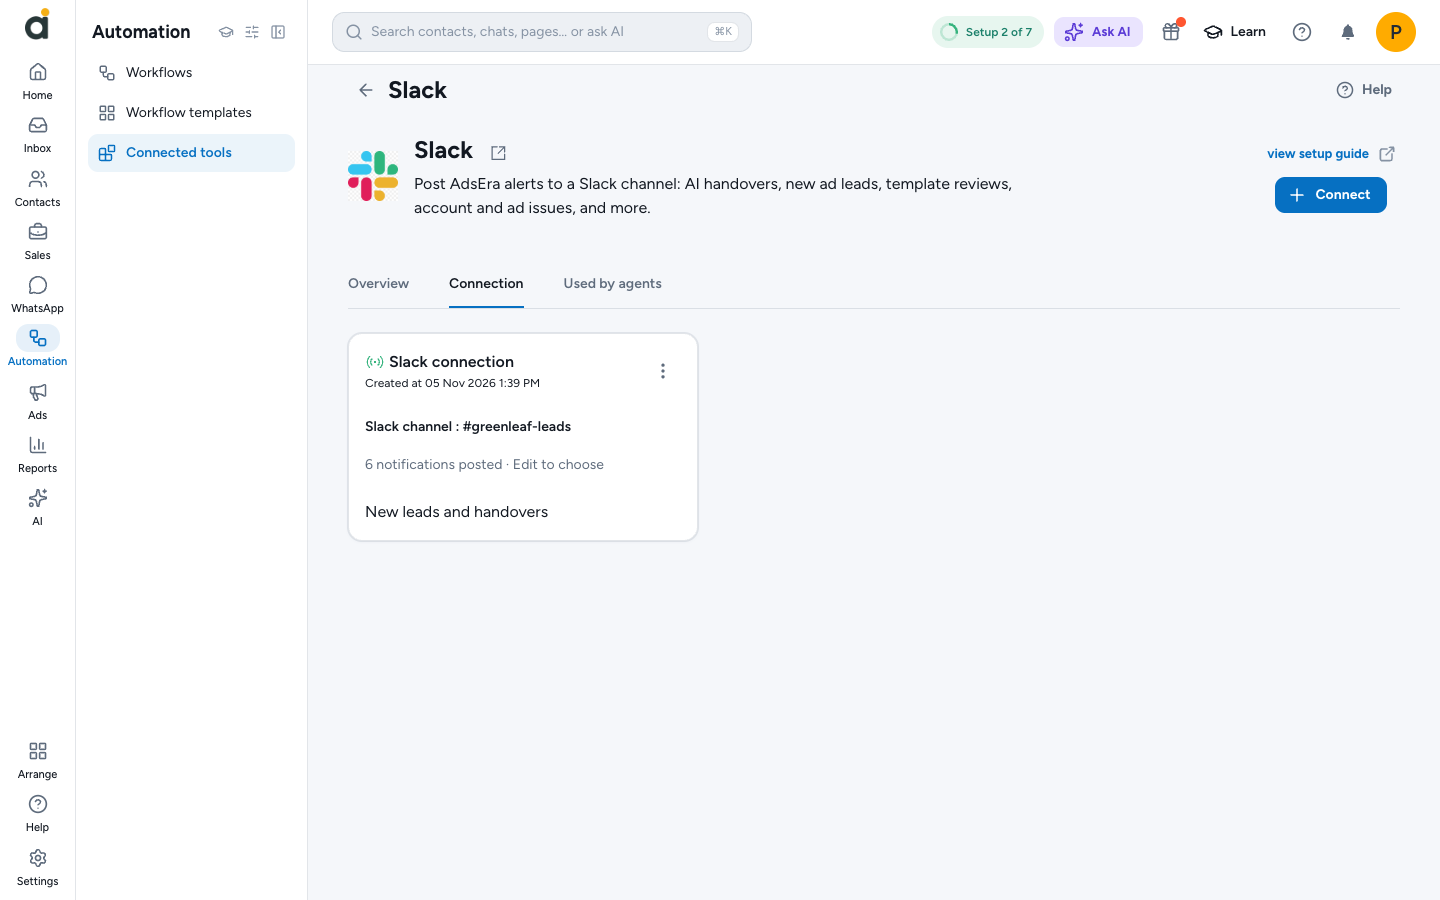 Automation
Search contacts, chats, pages... or ask AI
⌘K
Setup 2 of 7
Ask AI
Learn
P
Home
Inbox
Contacts
Sales
WhatsApp
Automation
Ads
Reports
AI
Arrange
Help
Settings
Workflows
Workflow templates
Connected tools
Slack
Help
Slack
view setup guide
Post AdsEra alerts to a Slack channel: AI handovers, new ad leads, template reviews,
account and ad issues, and more.
Connect
Overview
Connection
Used by agents
Slack connection
Created at 05 Nov 2026 1:39 PM
Slack channel : #greenleaf-leads
6 notifications posted · Edit to choose
New leads and handovers